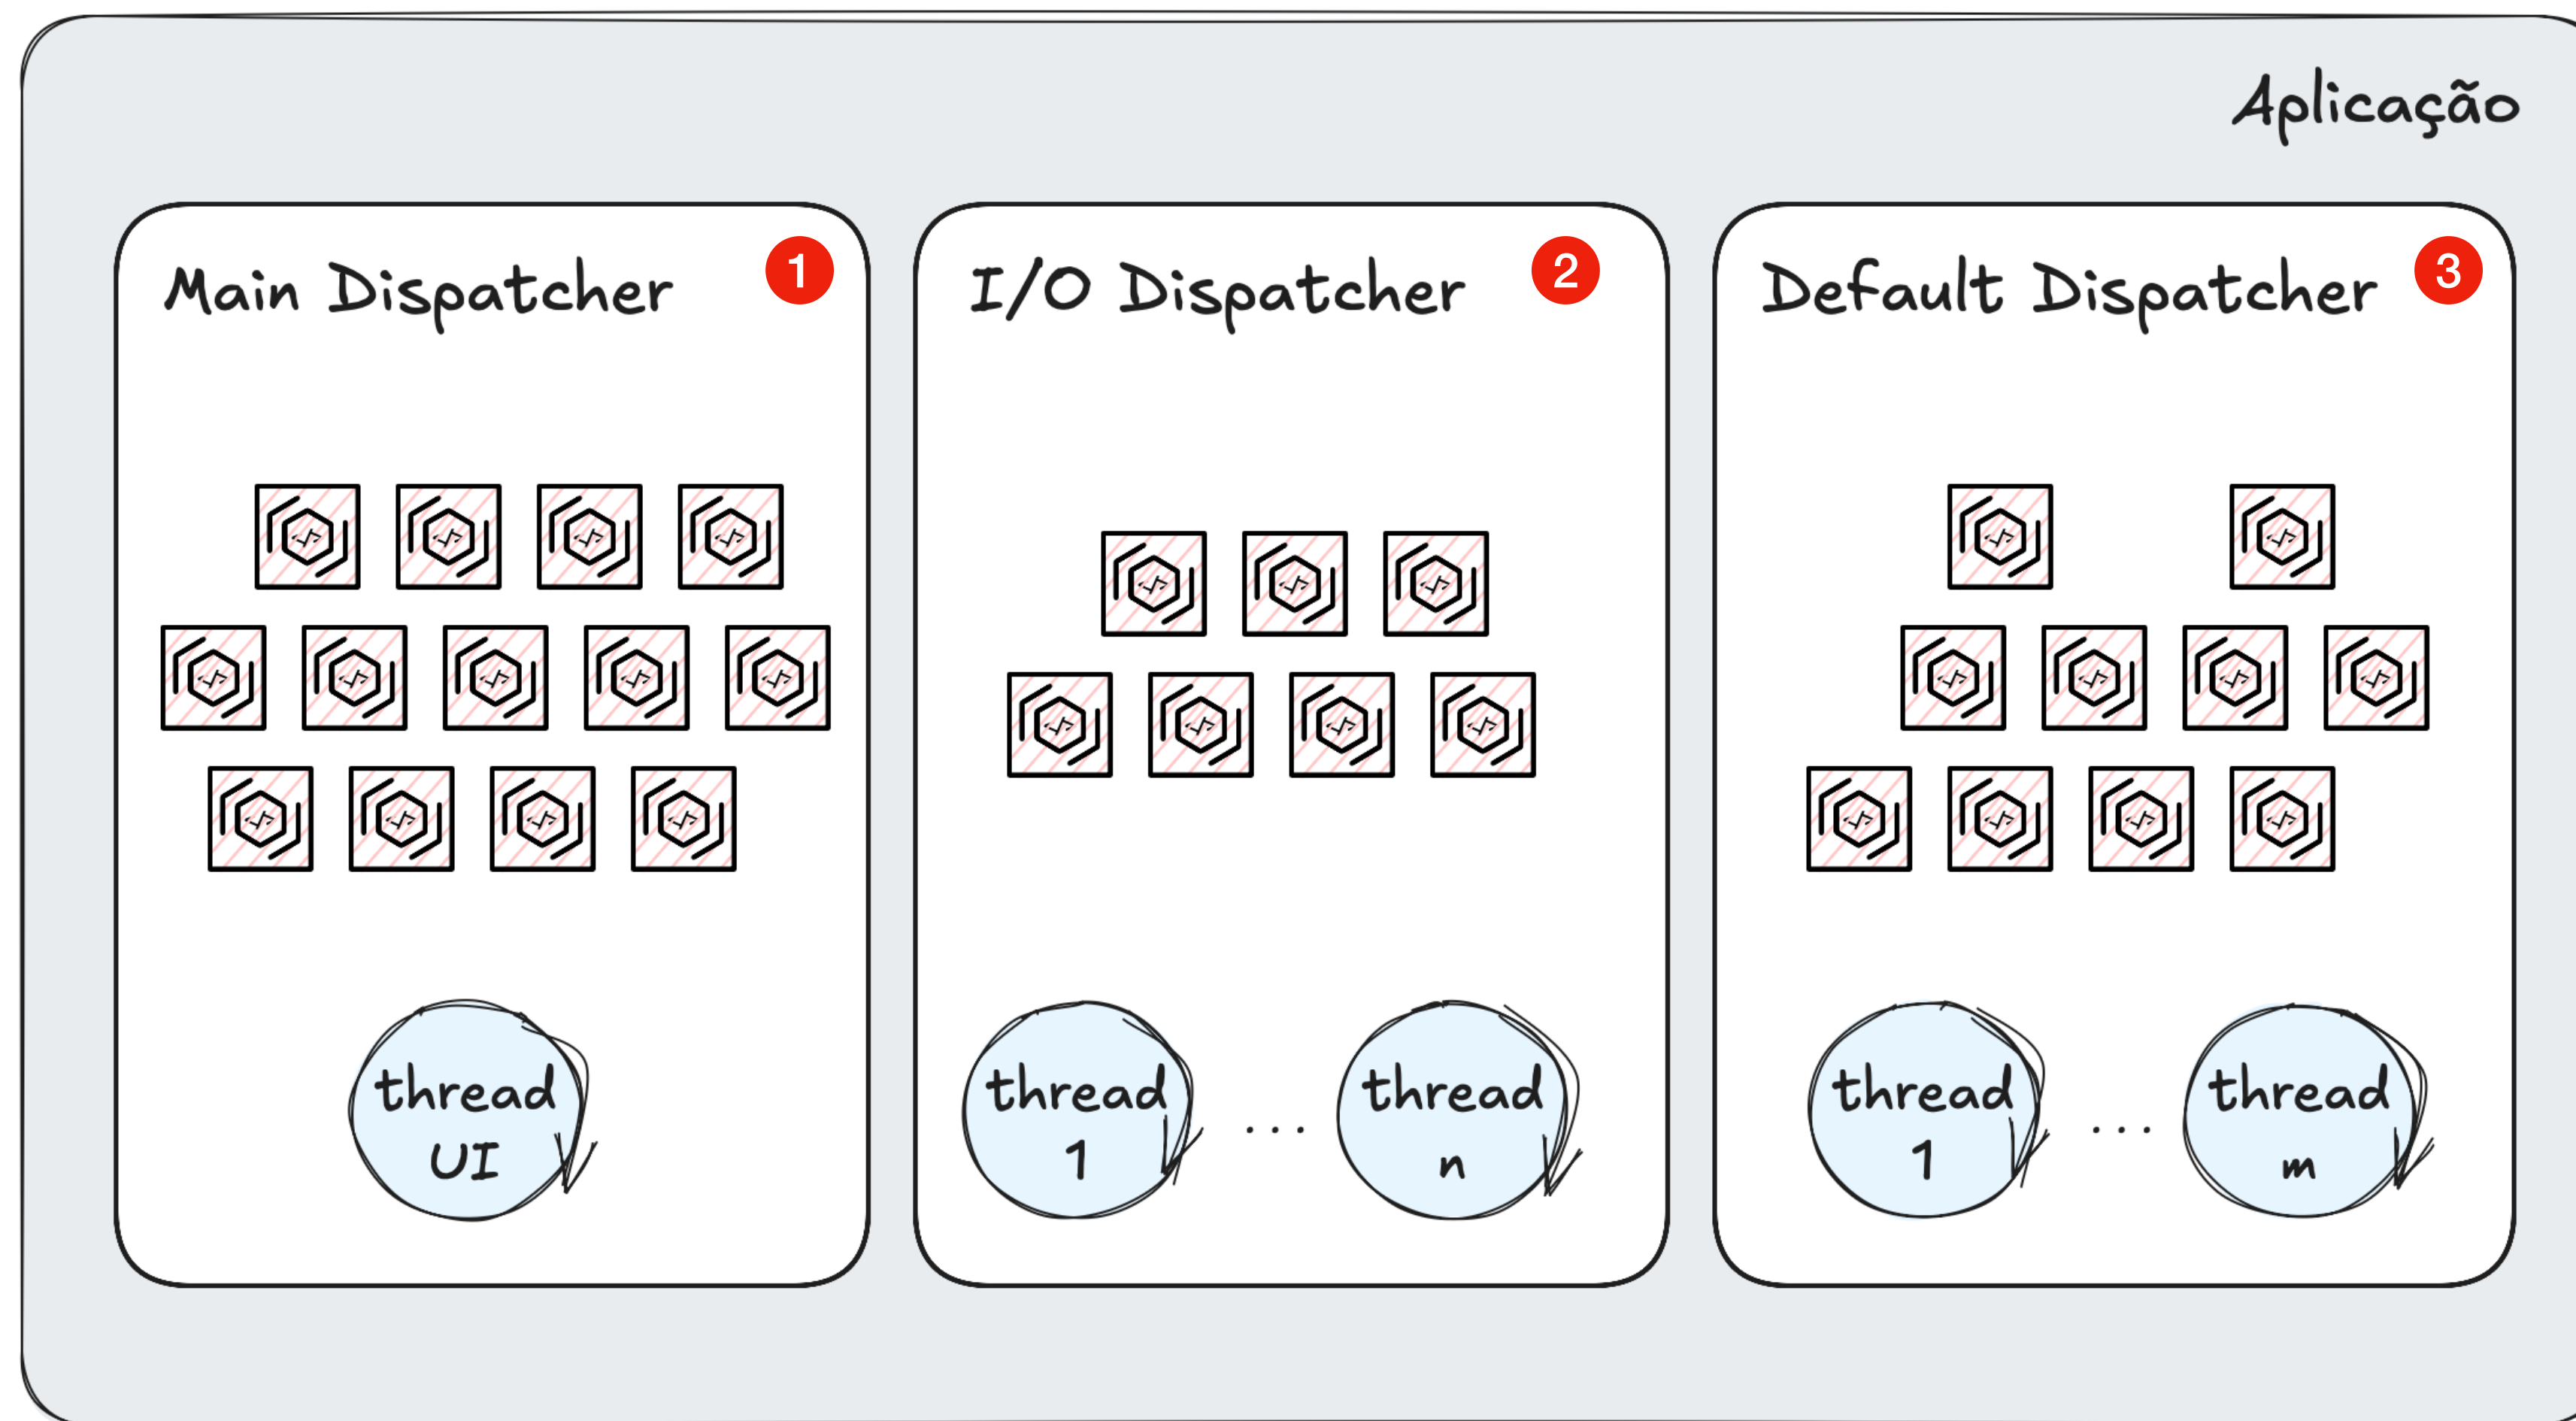 Aplicação
Main Dispatcher
1
I/O Dispatcher
2
Default Dispatcher
3
thread
UI
thread
1
...
thread
n
thread
1
...
thread
m